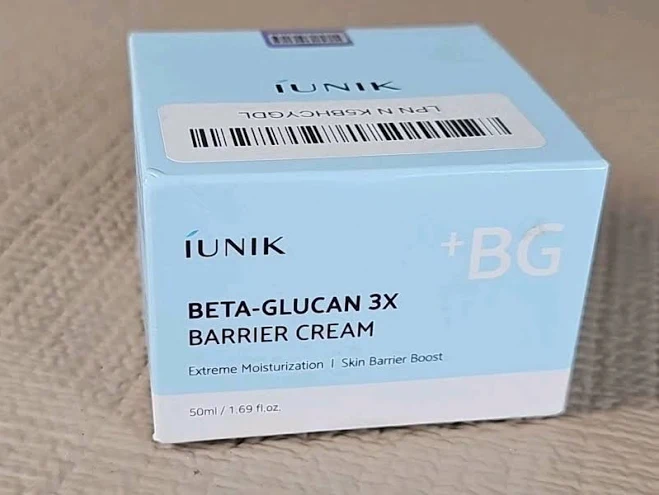 iUNIK
LPN N K5BHCYGDL
iUNIK
+BG
BETA-GLUCAN 3X
BARRIER CREAM
Extreme Moisturization | Skin Barrier Boost
50ml / 1.69 fl.oz.